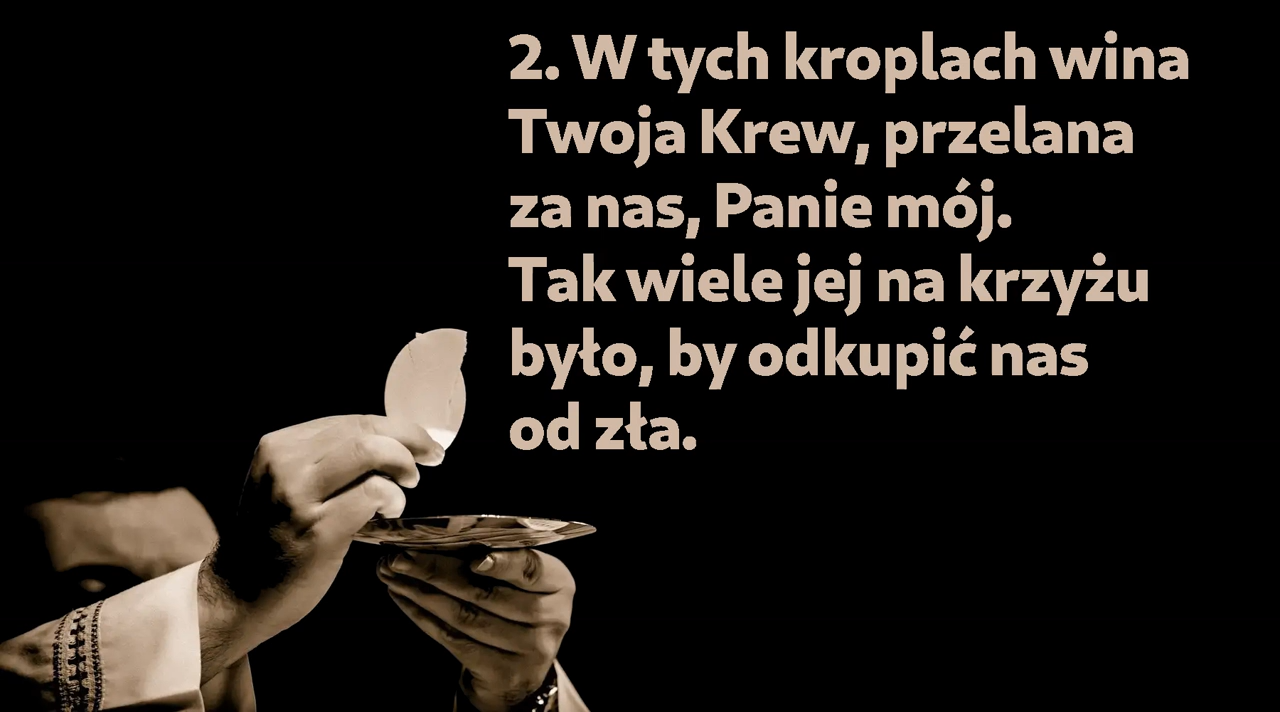 2. W tych kroplach wina
Twoja Krew, przelana
za nas, Panie mój.
Tak wiele jej na krzyżu
było, by odkupić nas
od zła.